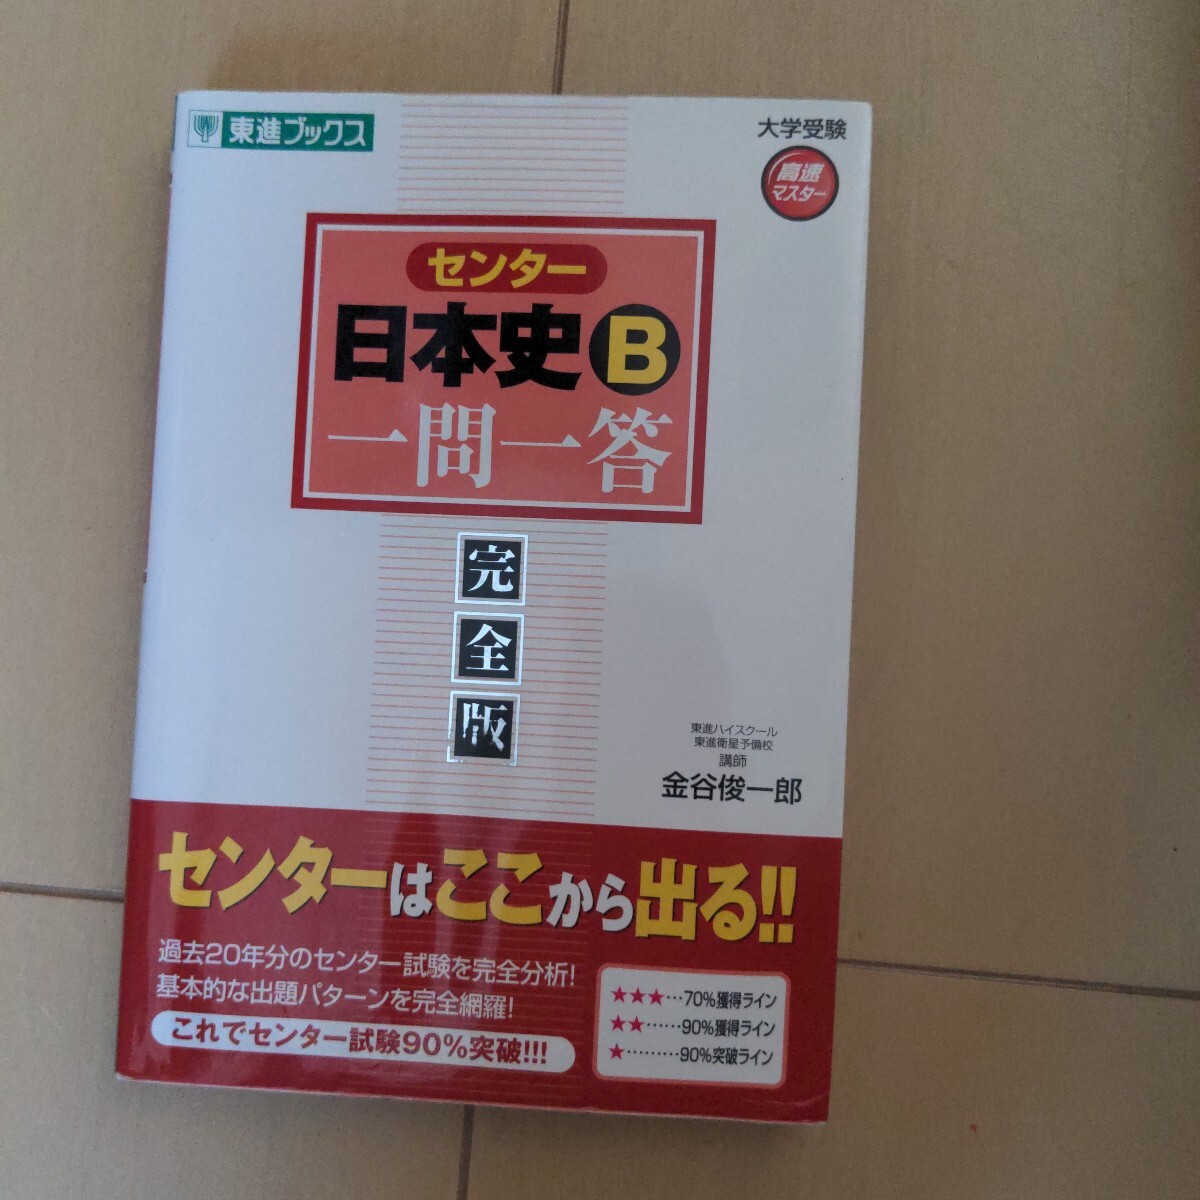 東進ブックス
大学受験
高速
マスター
センター
日本史B
一問一答
完
全
版
東進ハイスクール
東進衛星予備校
講師
金谷俊一郎
センターはここから出る!!
過去20年分のセンター試験を完全分析!
基本的な出題パターンを完全網羅!
これでセンター試験90%突破!!!
★★★…70%獲得ライン
★★……90%獲得ライン
★………90%突破ライン